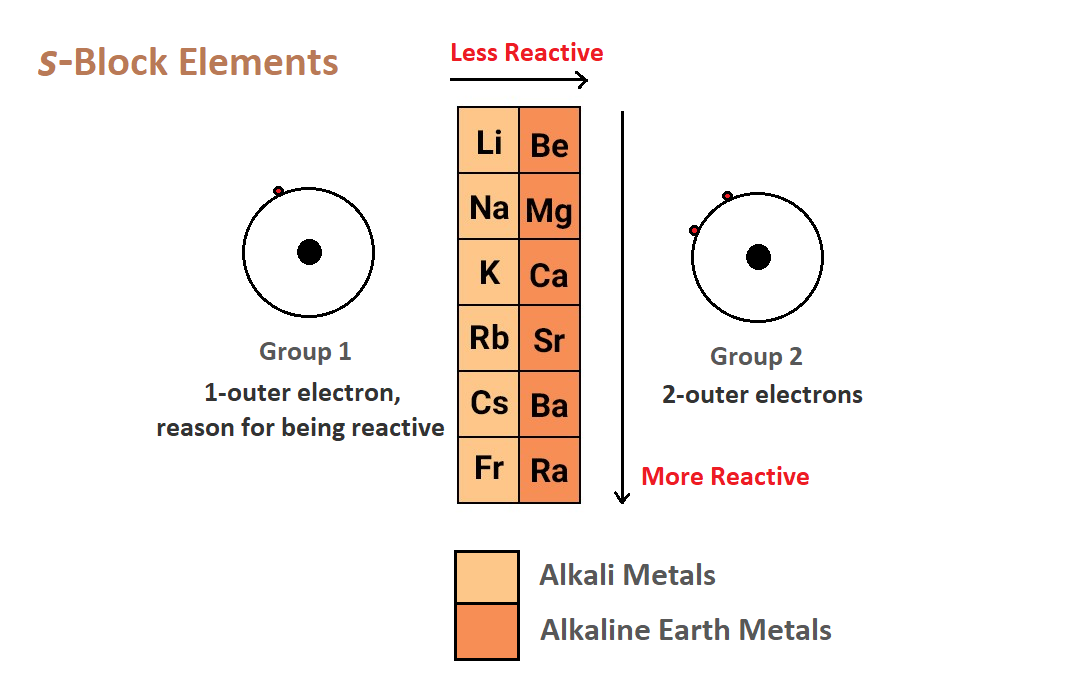 s-Block Elements
Less Reactive
Li Be
Na Mg
K Ca
Rb Sr
Cs Ba
Fr Ra
Group 1
1-outer electron,
reason for being reactive
Group 2
2-outer electrons
More Reactive
Alkali Metals
Alkaline Earth Metals